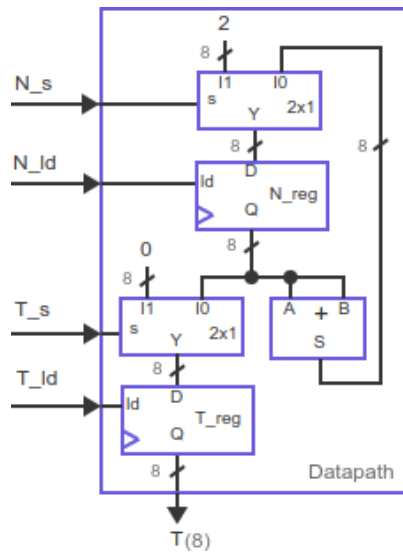 2
8
I1 I0
N_s
s
2x1
Y
8
8
N_ld
D
ld
N_reg
Q
0
8
8
I1 I0
A + B
T_s
s
2x1
Y
S
8
T_ld
D
ld
T_reg
Q
8
Datapath
T(8)